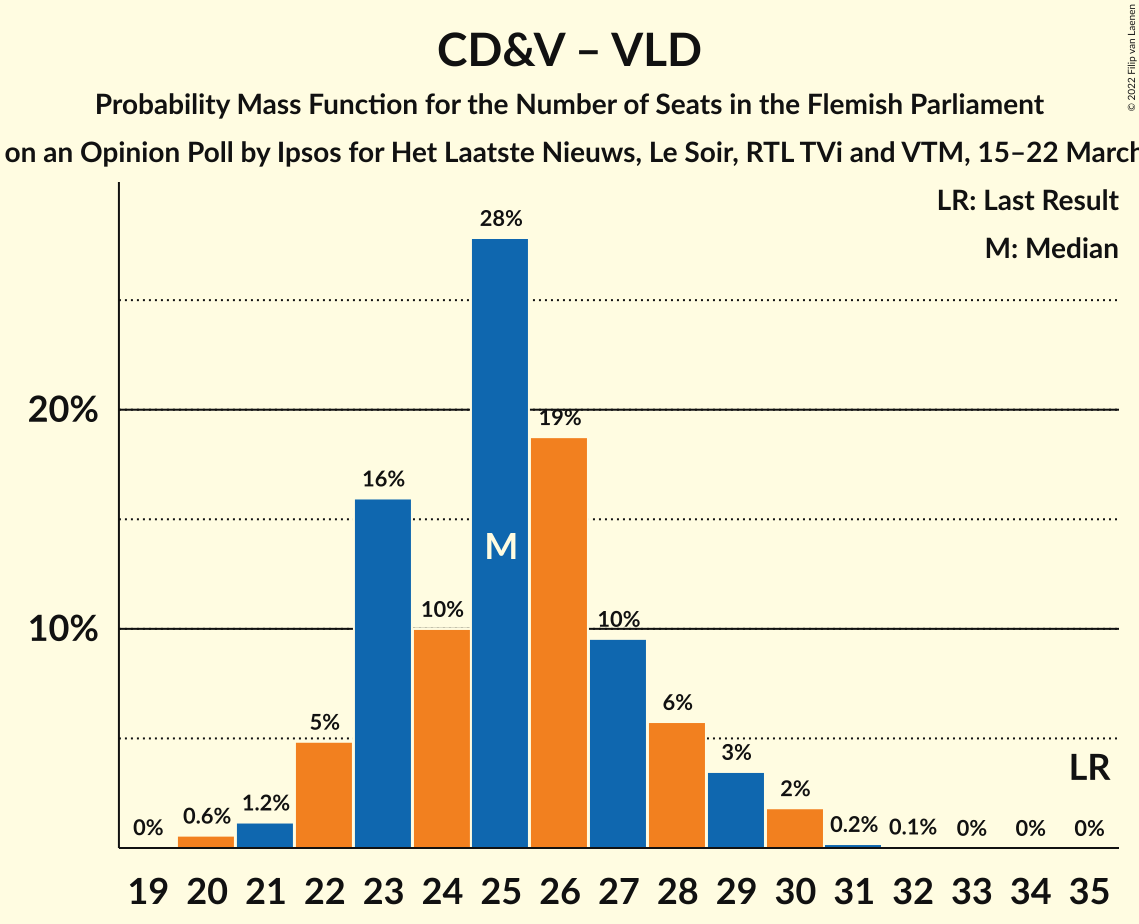 CD&V – VLD
Probability Mass Function for the Number of Seats in the Flemish Parliament
on an Opinion Poll by Ipsos for Het Laatste Nieuws, Le Soir, RTL TVi and VTM, 15–22 March
© 2022 Filip van Laenen
LR: Last Result
M: Median
28%
20%
19%
16%
M
10%
10%
10%
6%
5%
3%
LR
2%
1.2%
0.6%
0%
0.2%
0.1%
0%
0%
0%
19 20 21 22 23 24 25 26 27 28 29 30 31 32 33 34 35